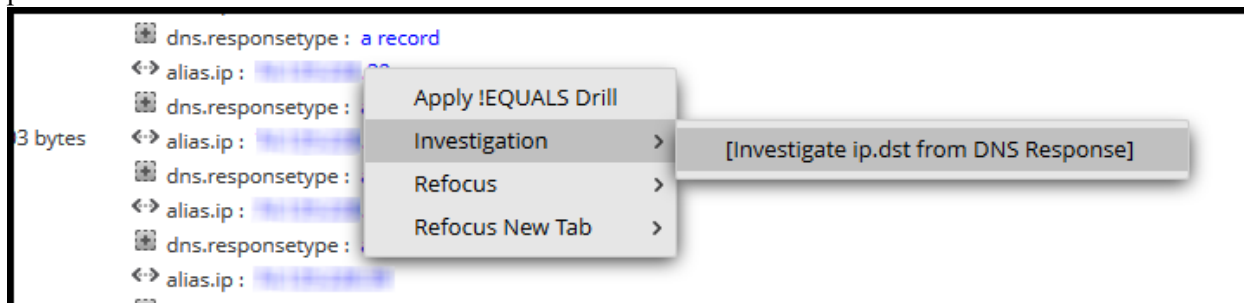 dns.responsetype : a record
alias.ip :
Apply !EQUALS Drill
dns.responsetype :
03 bytes
alias.ip :
Investigation
[Investigate ip.dst from DNS Response]
dns.responsetype :
Refocus
alias.ip :
Refocus New Tab
dns.responsetype :
alias.ip :